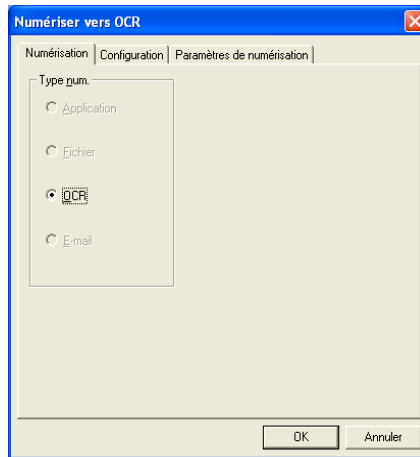 Numériser vers OCR
Numérisation Configuration Paramètres de numérisation
Type num.
Application
Fichier
OCR
E-mail
OK Annuler